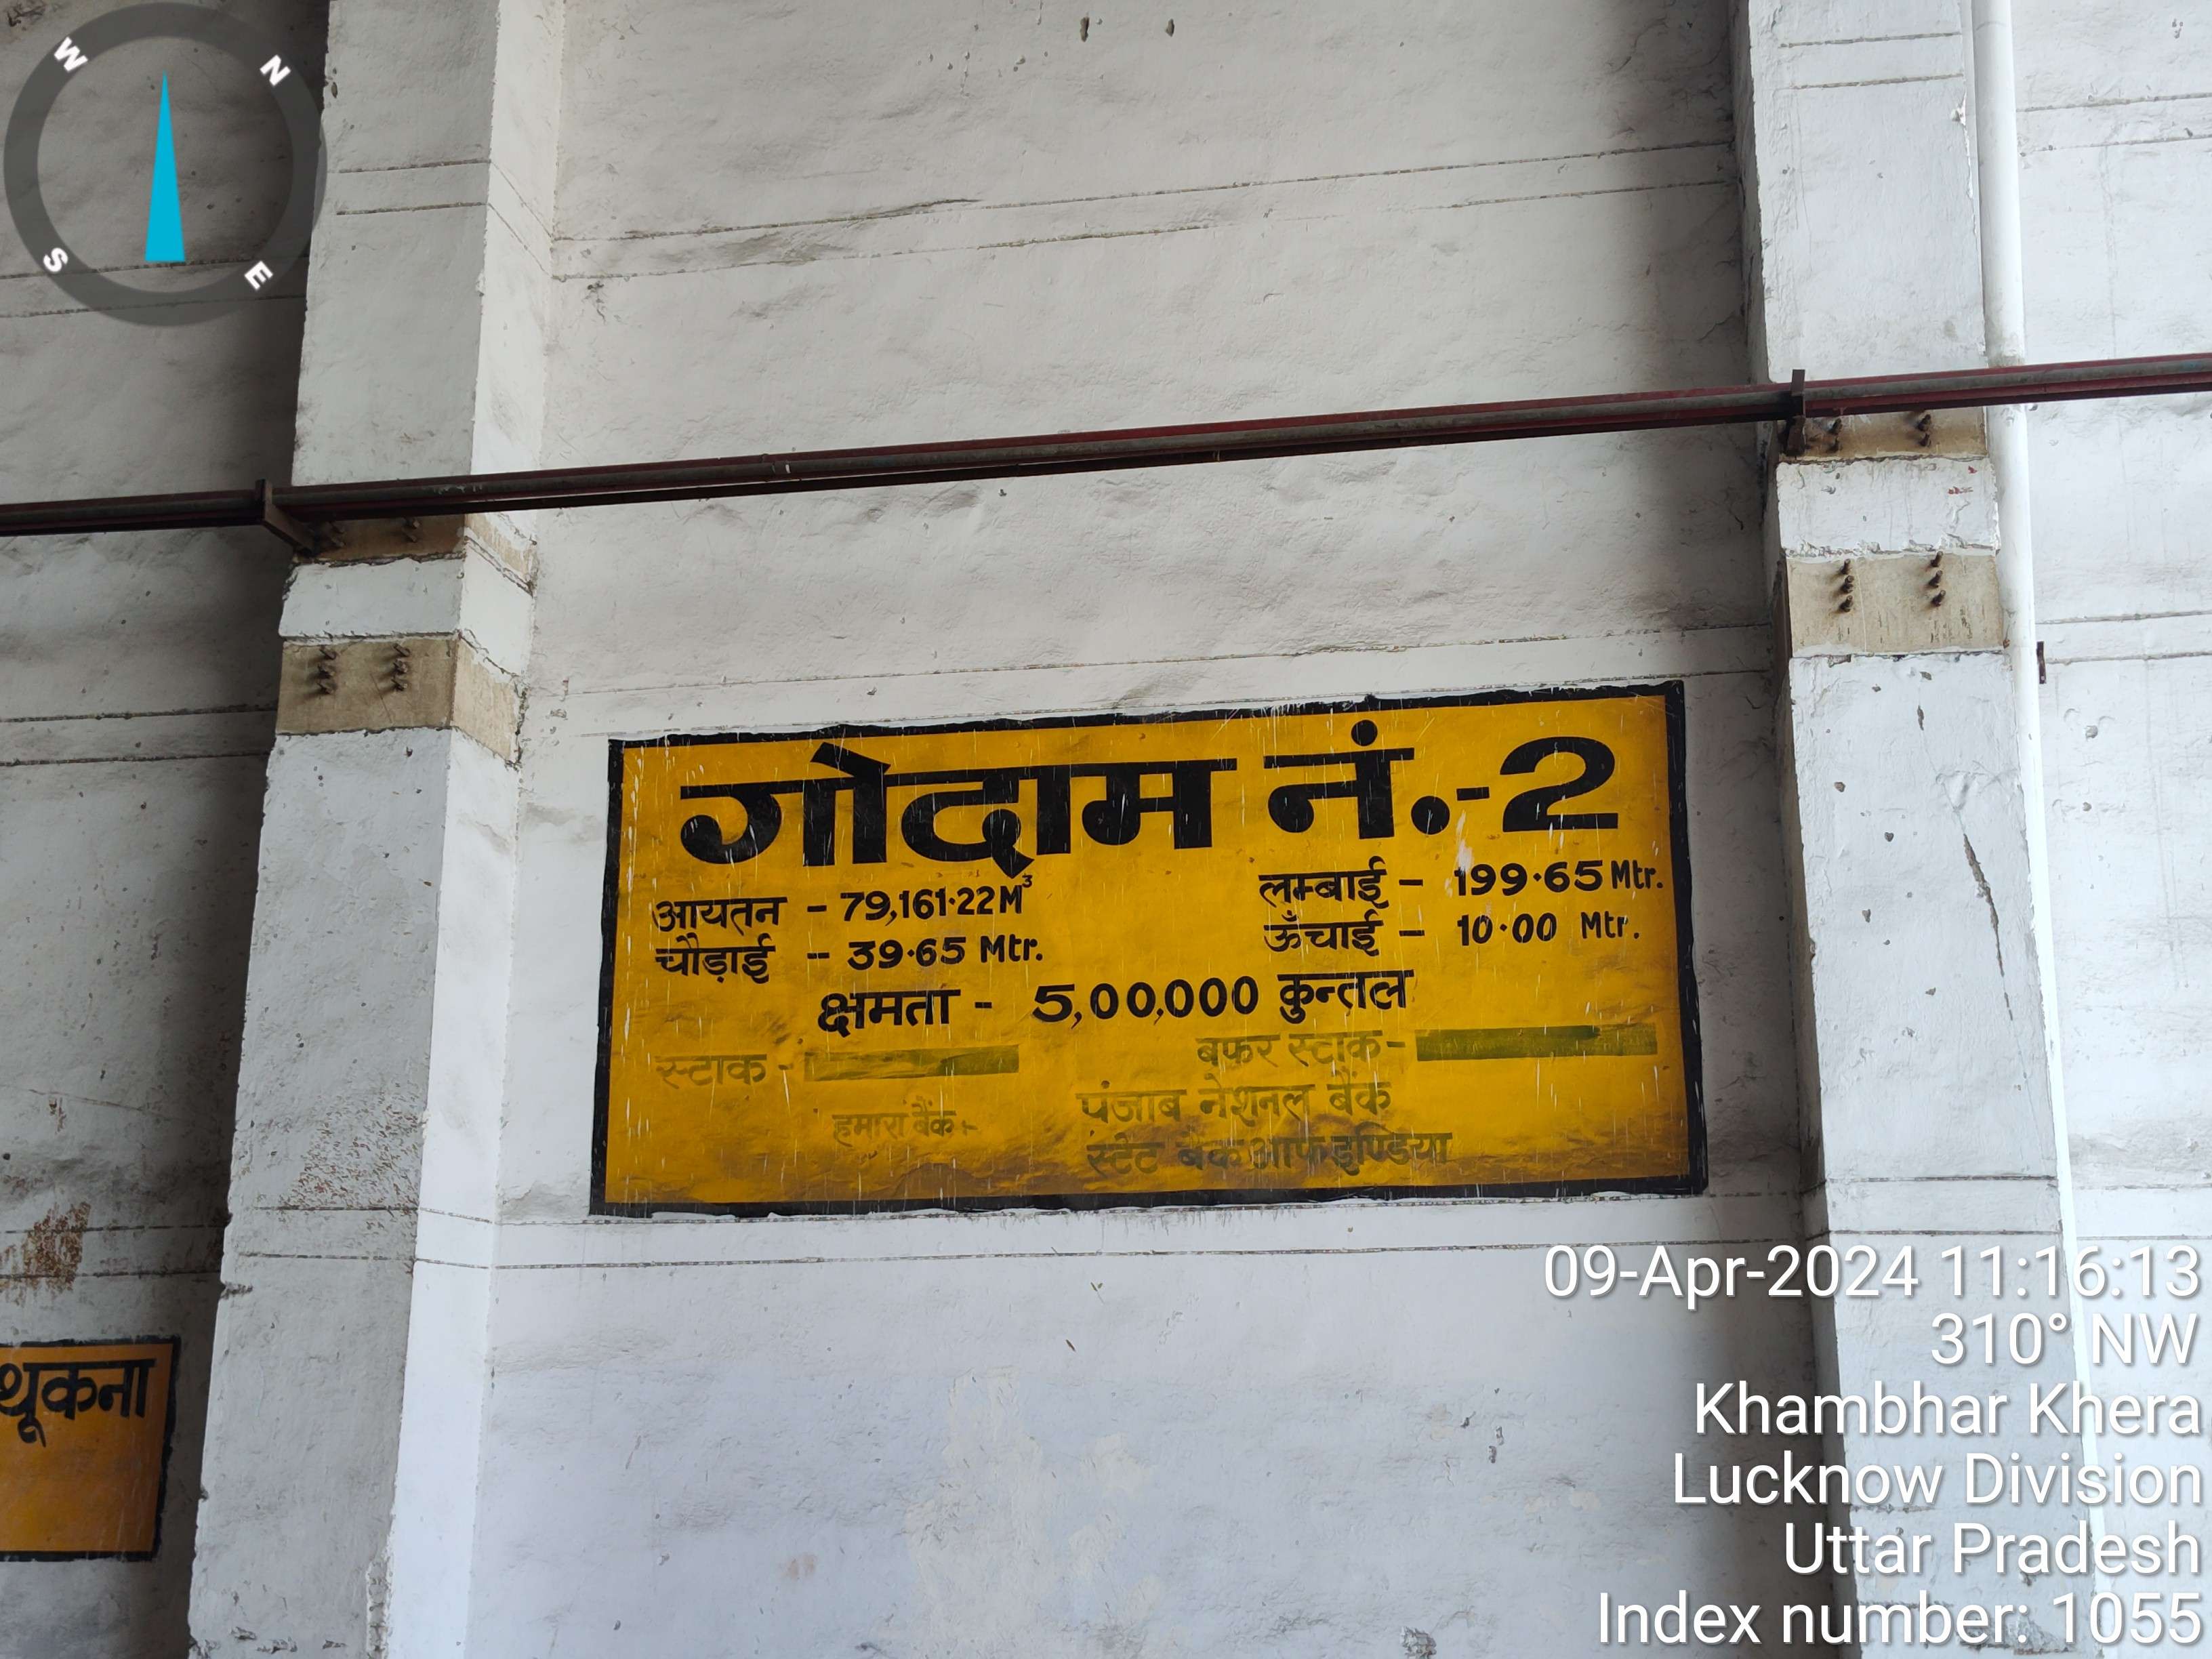 W
N
S
E
गोदाम नं.-2
आयतन - 79,161.22M³
लम्बाई - 199.65 Mtr.
चौड़ाई - 39.65 Mtr.
ऊँचाई - 10.00 Mtr.
क्षमता - 5,00,000 कुन्तल
स्टाक -
बफर स्टाक -
हमारा बैंक :-
पंजाब नेशनल बैंक
स्टेट बैंक आफ इण्डिया
थूकना
09-Apr-2024 11:16:13
310° NW
Khambhar Khera
Lucknow Division
Uttar Pradesh
Index number: 1055